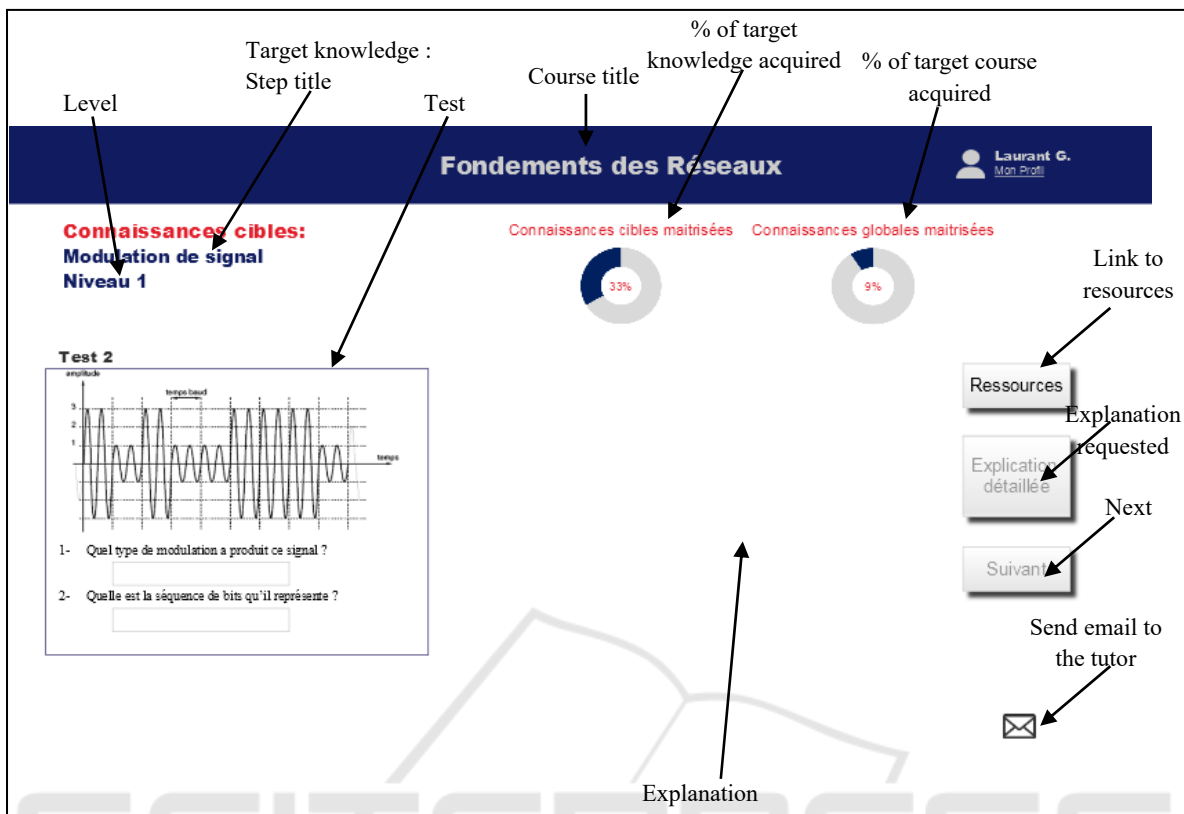 % of target
knowledge acquired
Target knowledge :
Step title
Course title
% of target course
acquired
Level
Test
Fondements des Réseaux
Laurant G.
Mon Profil
Connaissances cibles:
Modulation de signal
Niveau 1
Connaissances cibles maitrisées
33%
Connaissances globales maitrisées
9%
Link to
resources
Test 2
amplitude
temps baud
3
2
1
temps
1- Quel type de modulation a produit ce signal ?
2- Quelle est la séquence de bits qu'il représente ?
Ressources
Explanation
requested
Explication
détaillée
Next
Suivant
Send email to
the tutor
Explanation